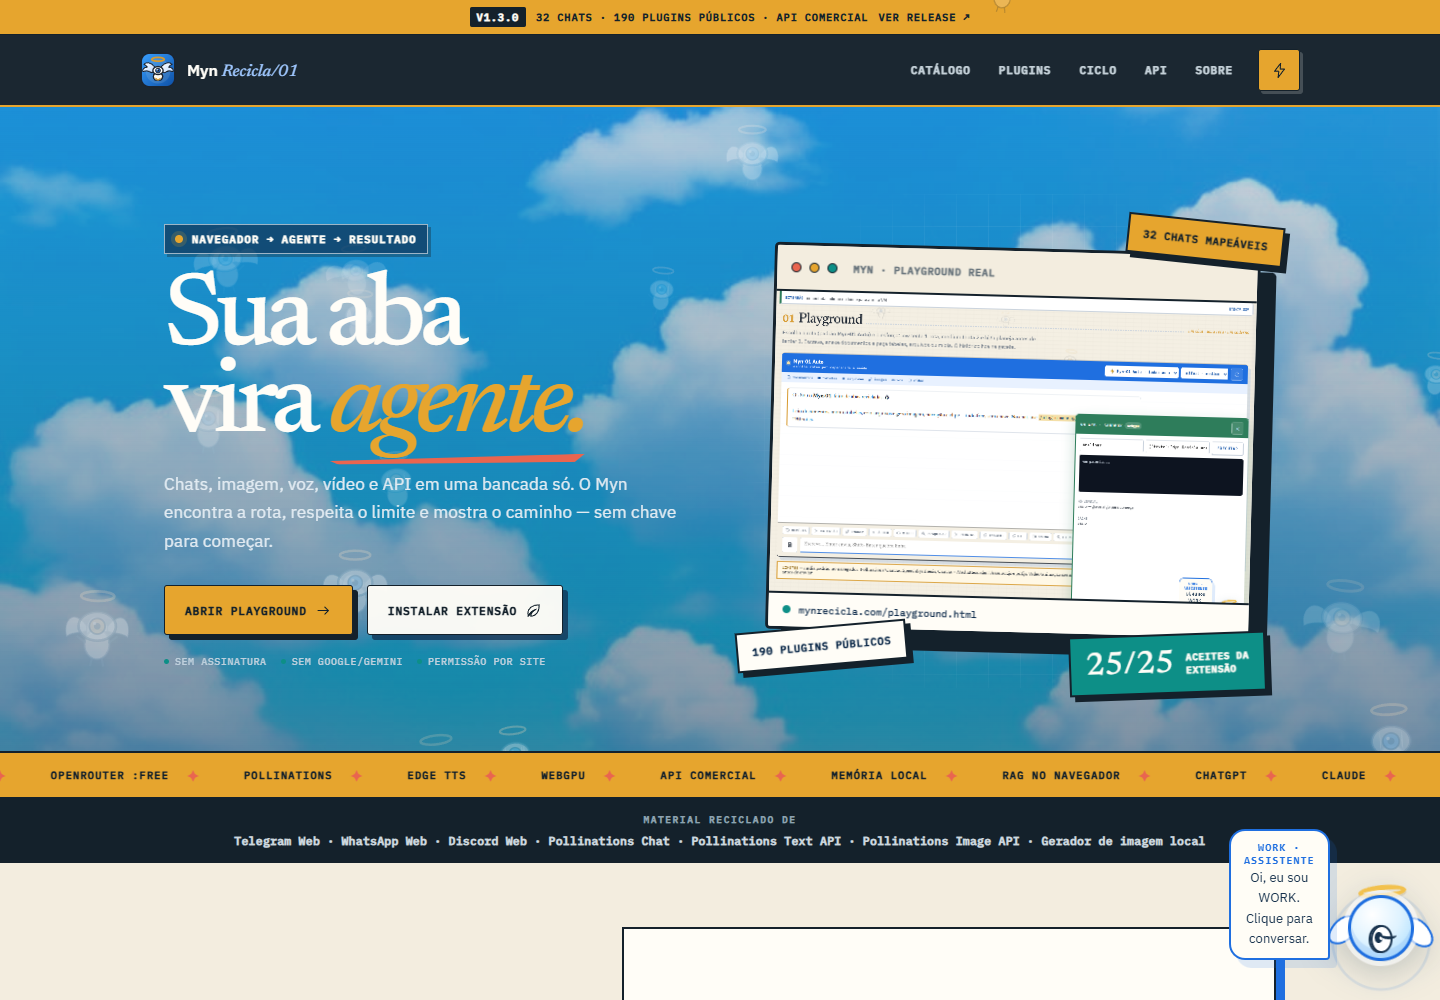 V1.3.0 32 CHATS · 190 PLUGINS PÚBLICOS · API COMERCIAL VER RELEASE ↗
Myn Recicla/01
CATÁLOGO PLUGINS CICLO API SOBRE
NAVEGADOR → AGENTE → RESULTADO
Sua aba
vira agente.
Chats, imagem, voz, vídeo e API em uma bancada só. O Myn
encontra a rota, respeita o limite e mostra o caminho — sem chave
para começar.
ABRIR PLAYGROUND →
INSTALAR EXTENSÃO
SEM ASSINATURA SEM GOOGLE/GEMINI PERMISSÃO POR SITE
32 CHATS MAPEÁVEIS
MYN · PLAYGROUND REAL
01 Playground
Myn-01 Auto
mynrecicla.com/playground.html
190 PLUGINS PÚBLICOS
25/25 ACEITES DA
EXTENSÃO
OPENROUTER :FREE ✦ POLLINATIONS ✦ EDGE TTS ✦ WEBGPU ✦ API COMERCIAL ✦ MEMÓRIA LOCAL ✦ RAG NO NAVEGADOR ✦ CHATGPT ✦ CLAUDE ✦
MATERIAL RECICLADO DE
Telegram Web · WhatsApp Web · Discord Web · Pollinations Chat · Pollinations Text API · Pollinations Image API · Gerador de imagem local
WORK ·
ASSISTENTE
Oi, eu sou
WORK.
Clique para
conversar.